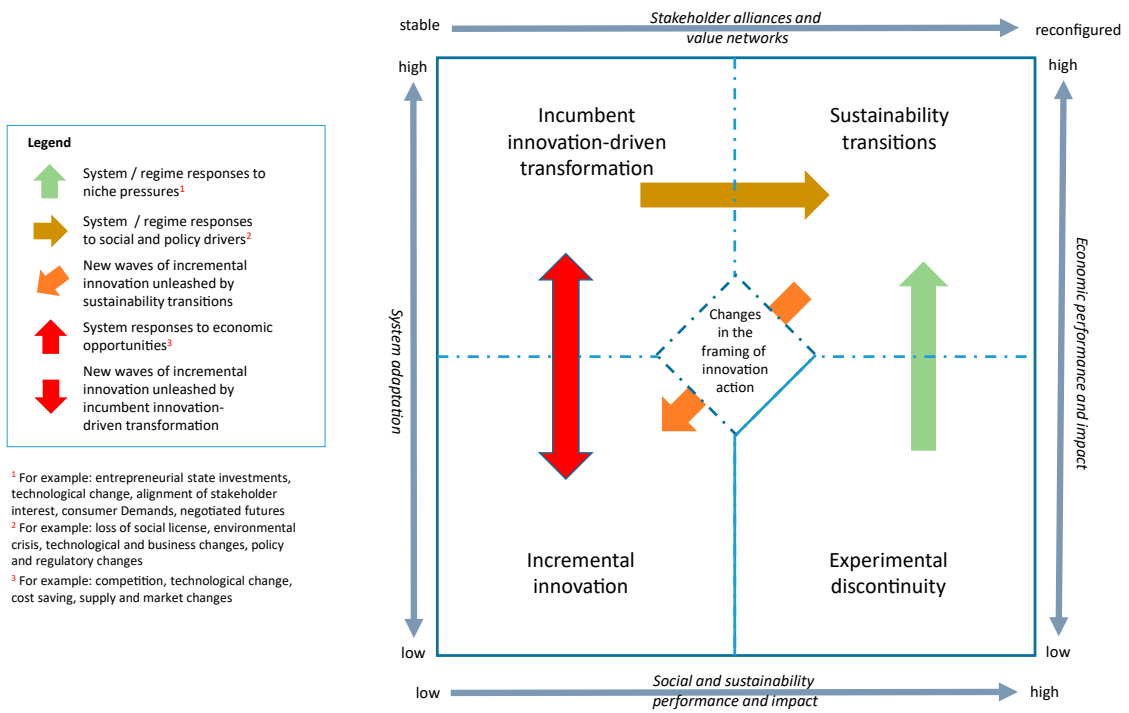 Stakeholder alliances and
value networks
stable
reconfigured
high
high
Incumbent
innovation-driven
transformation
Sustainability
transitions
Legend
System / regime responses to
niche pressures1
System / regime responses
to social and policy drivers2
New waves of incremental
innovation unleashed by
sustainability transitions
System responses to economic
opportunities3
New waves of incremental
innovation unleashed by
incumbent innovation-
driven transformation
1 For example: entrepreneurial state investments,
technological change, alignment of stakeholder
interest, consumer Demands, negotiated futures
2 For example: loss of social license, environmental
crisis, technological and business changes, policy
and regulatory changes
3 For example: competition, technological change,
cost saving, supply and market changes
System adaptation
Changes
in the
framing of
innovation
action
Economic performance and impact
Incremental
innovation
Experimental
discontinuity
low
low
low
high
Social and sustainability
performance and impact